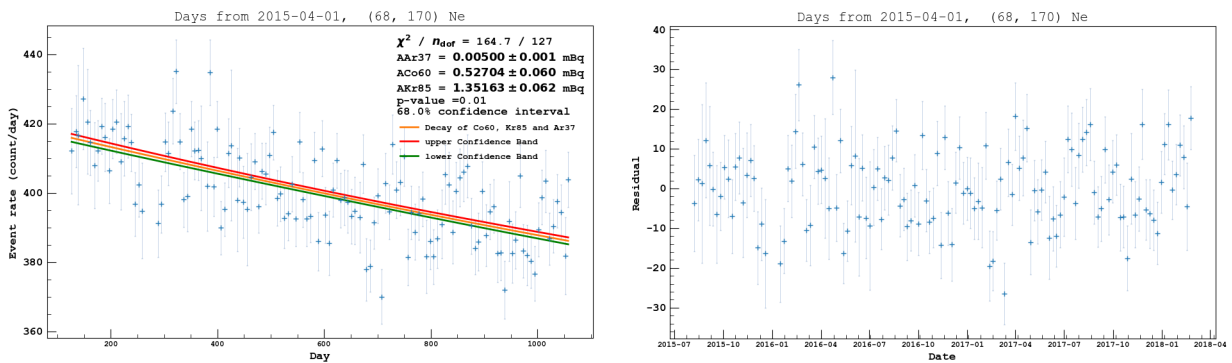 Days from 2015-04-01,  (68, 170) Ne
χ² / n_dof = 164.7 / 127
AAr37 = 0.00500 ± 0.001 mBq
ACo60 = 0.52704 ± 0.060 mBq
AKr85 = 1.35163 ± 0.062 mBq
p-value =0.01
68.0% confidence interval
Decay of Co60, Kr85 and Ar37
upper Confidence Band
lower Confidence Band
Event rate (count/day)
440
420
400
380
360
200 400 600 800 1000
Day
Days from 2015-04-01,  (68, 170) Ne
Residual
40
30
20
10
0
−10
−20
−30
2015-07 2015-10 2016-01 2016-04 2016-07 2016-10 2017-01 2017-04 2017-07 2017-10 2018-01 2018-04
Date